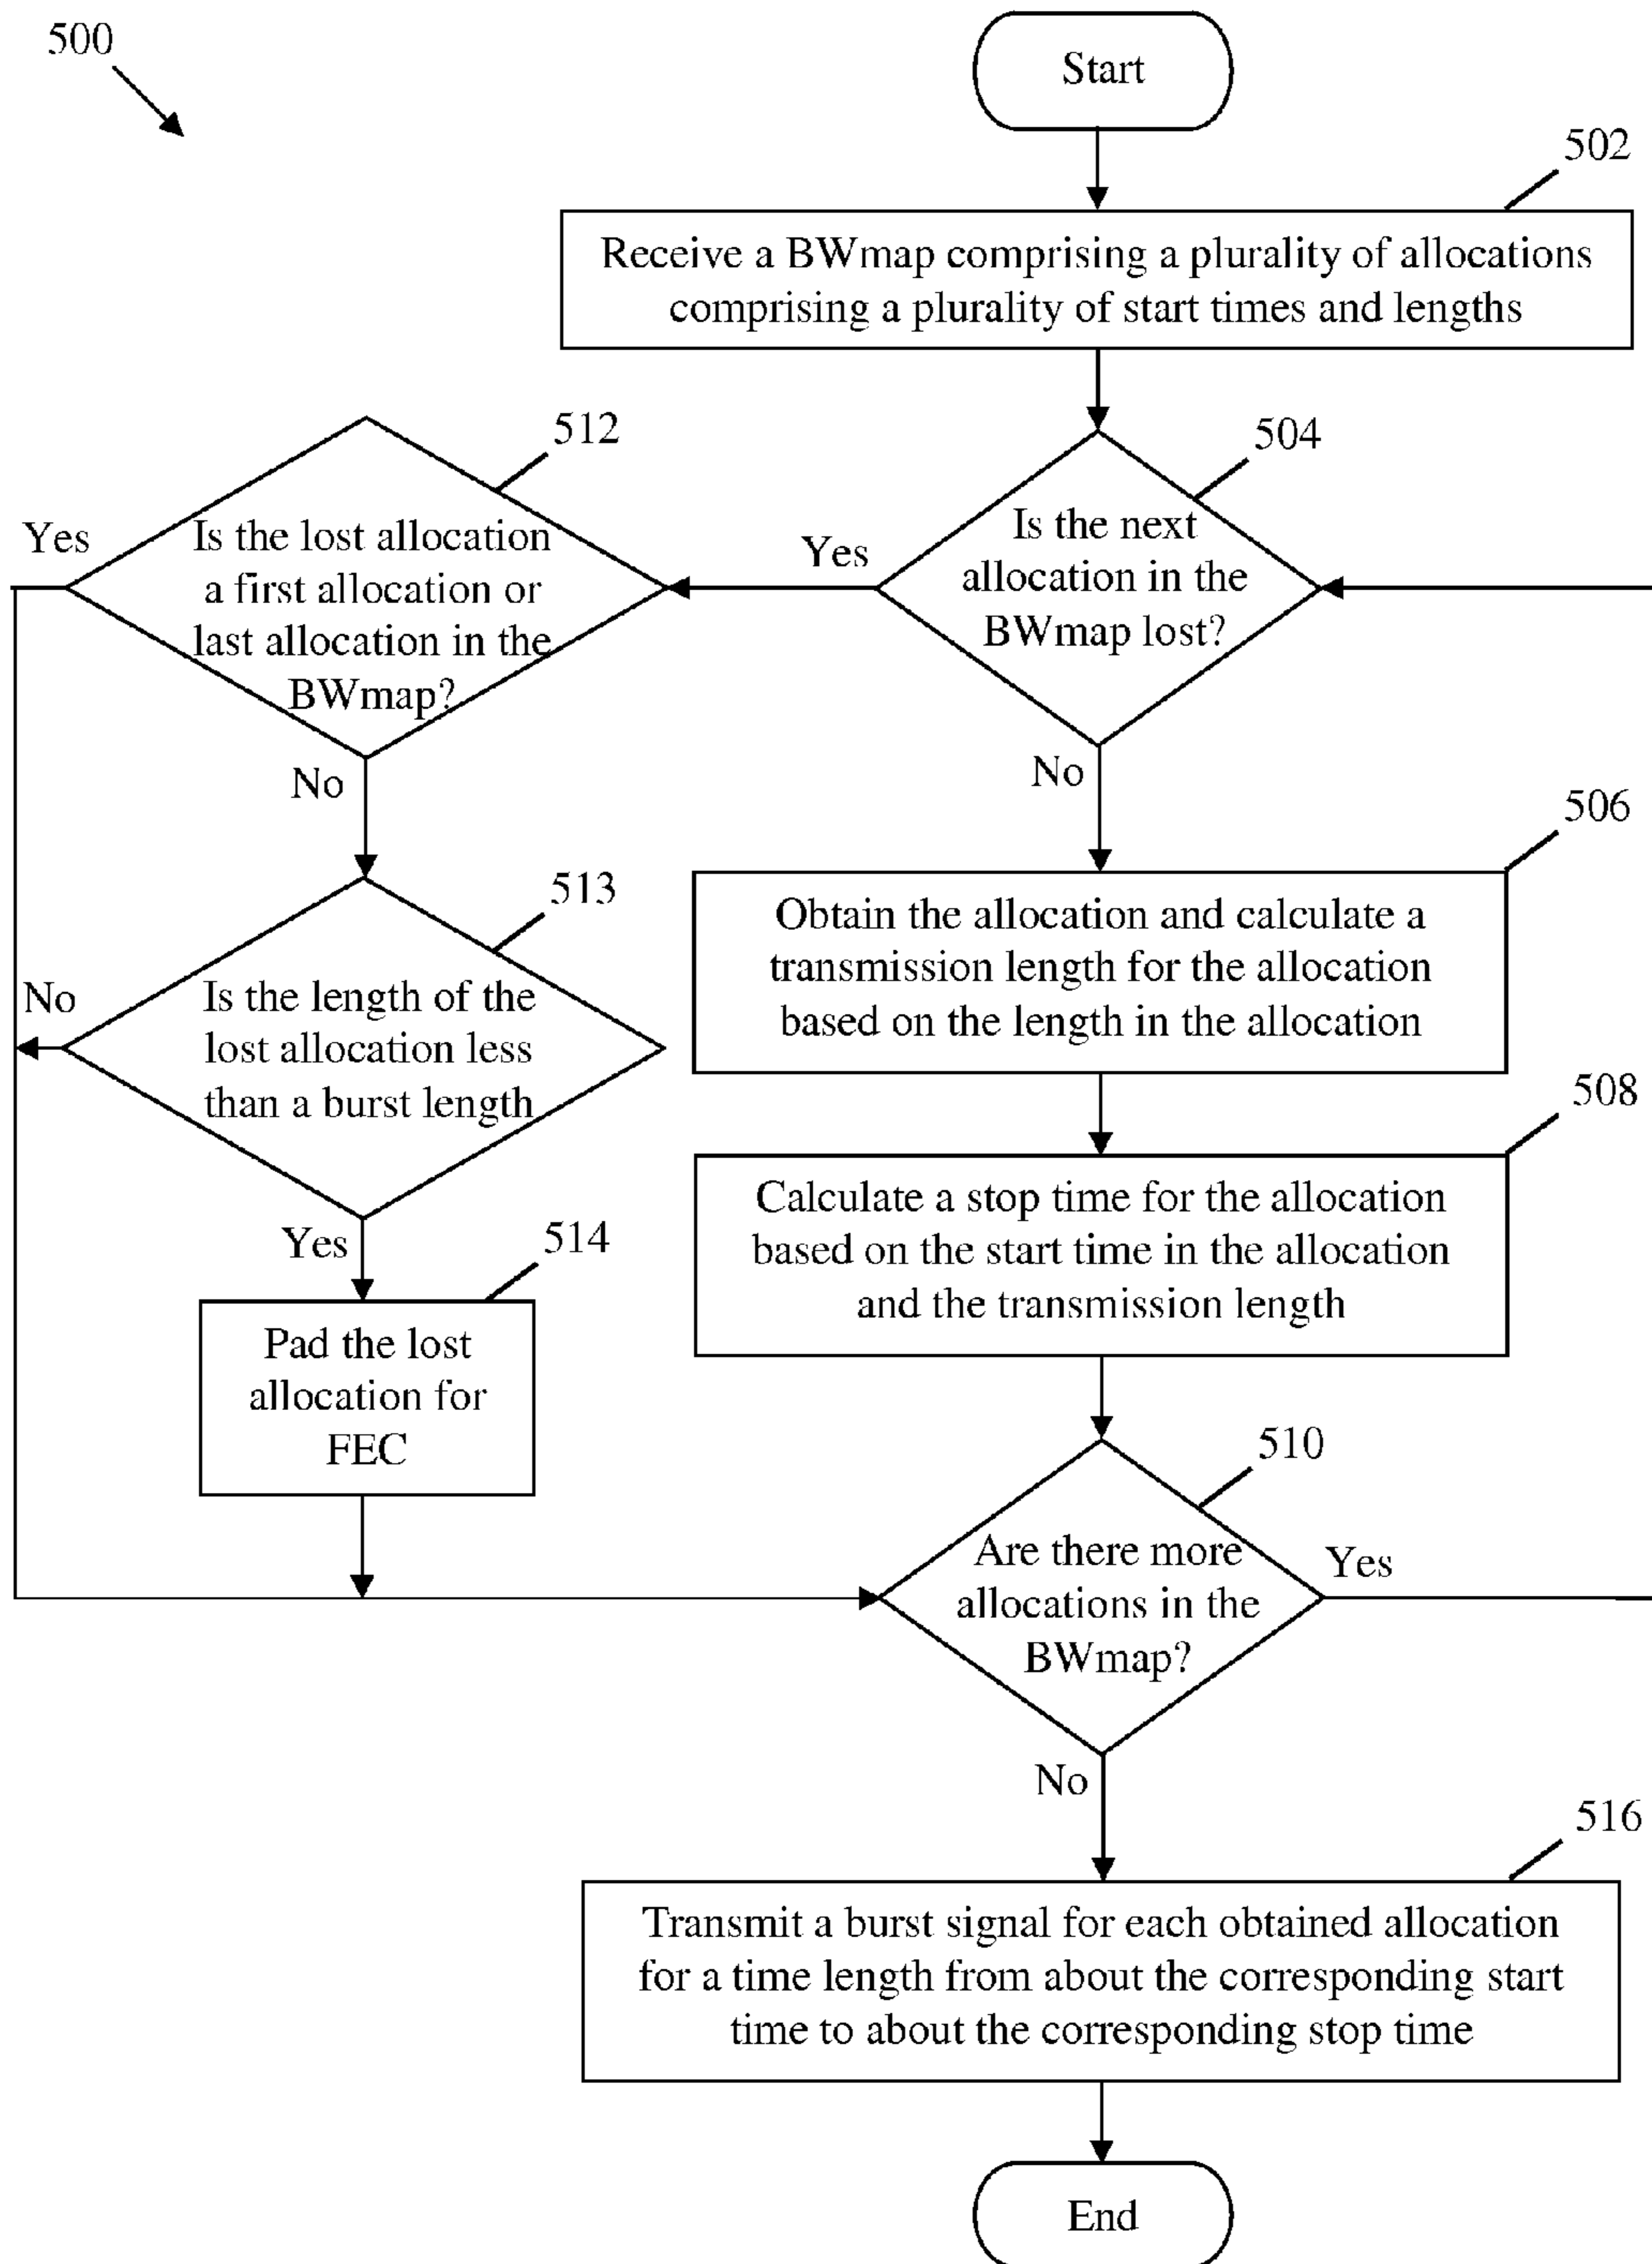 500
Start
502
Receive a BWmap comprising a plurality of allocations
comprising a plurality of start times and lengths
512
504
Yes
Is the lost allocation
a first allocation or
last allocation in the
BWmap?
Yes
Is the next
allocation in the
BWmap lost?
No
No
506
513
Obtain the allocation and calculate a
transmission length for the allocation
based on the length in the allocation
No
Is the length of the
lost allocation less
than a burst length
508
Calculate a stop time for the allocation
based on the start time in the allocation
and the transmission length
Yes
514
Pad the lost
allocation for
FEC
510
Are there more
allocations in the
BWmap?
Yes
No
516
Transmit a burst signal for each obtained allocation
for a time length from about the corresponding start
time to about the corresponding stop time
End